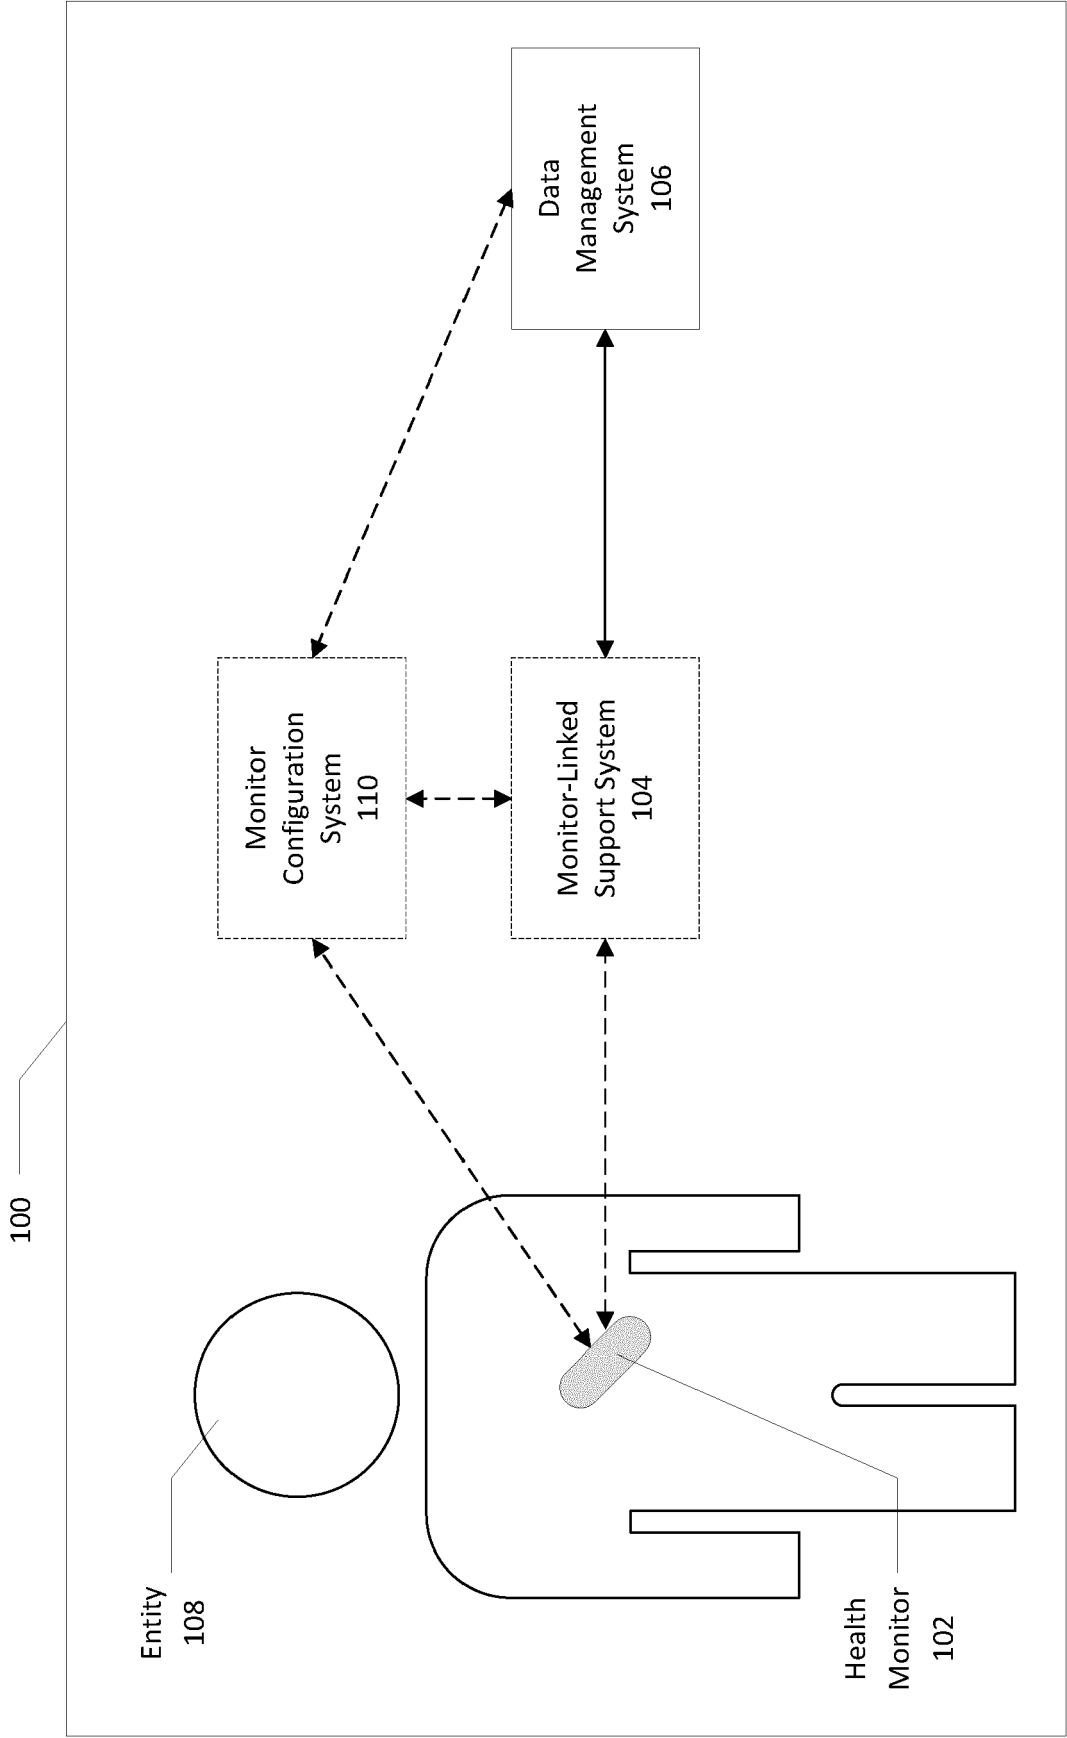 100
Entity
108
Monitor
Configuration
System
110
Monitor-Linked
Support System
104
Data
Management
System
106
Health
Monitor
102